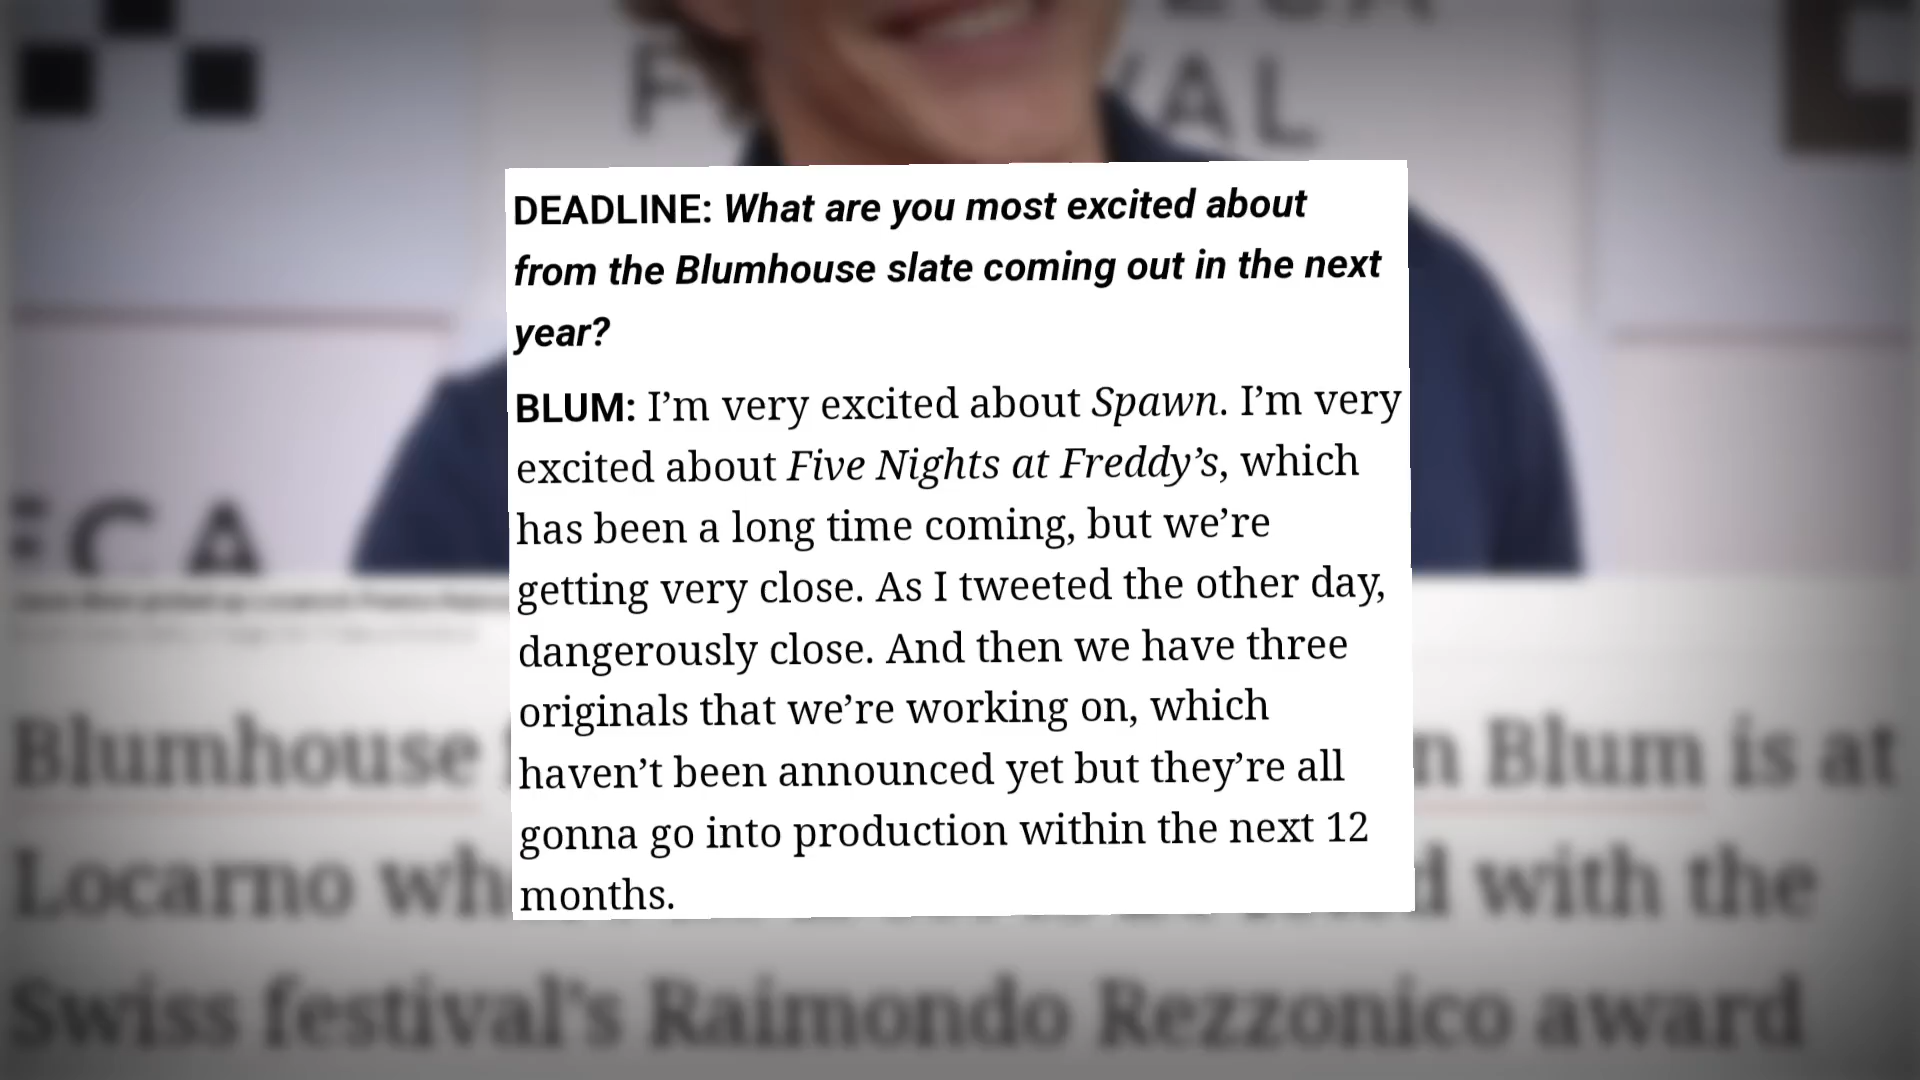 ECA
VAL
DEADLINE: What are you most excited about
from the Blumhouse slate coming out in the next
year?
BLUM: I’m very excited about Spawn. I’m very
excited about Five Nights at Freddy’s, which
has been a long time coming, but we’re
getting very close. As I tweeted the other day,
dangerously close. And then we have three
originals that we’re working on, which
haven’t been announced yet but they’re all
gonna go into production within the next 12
months.
ECA
Blumhouse n Blum is at
Locarno wh with the
Swiss festival’s Raimondo Rezzonico award